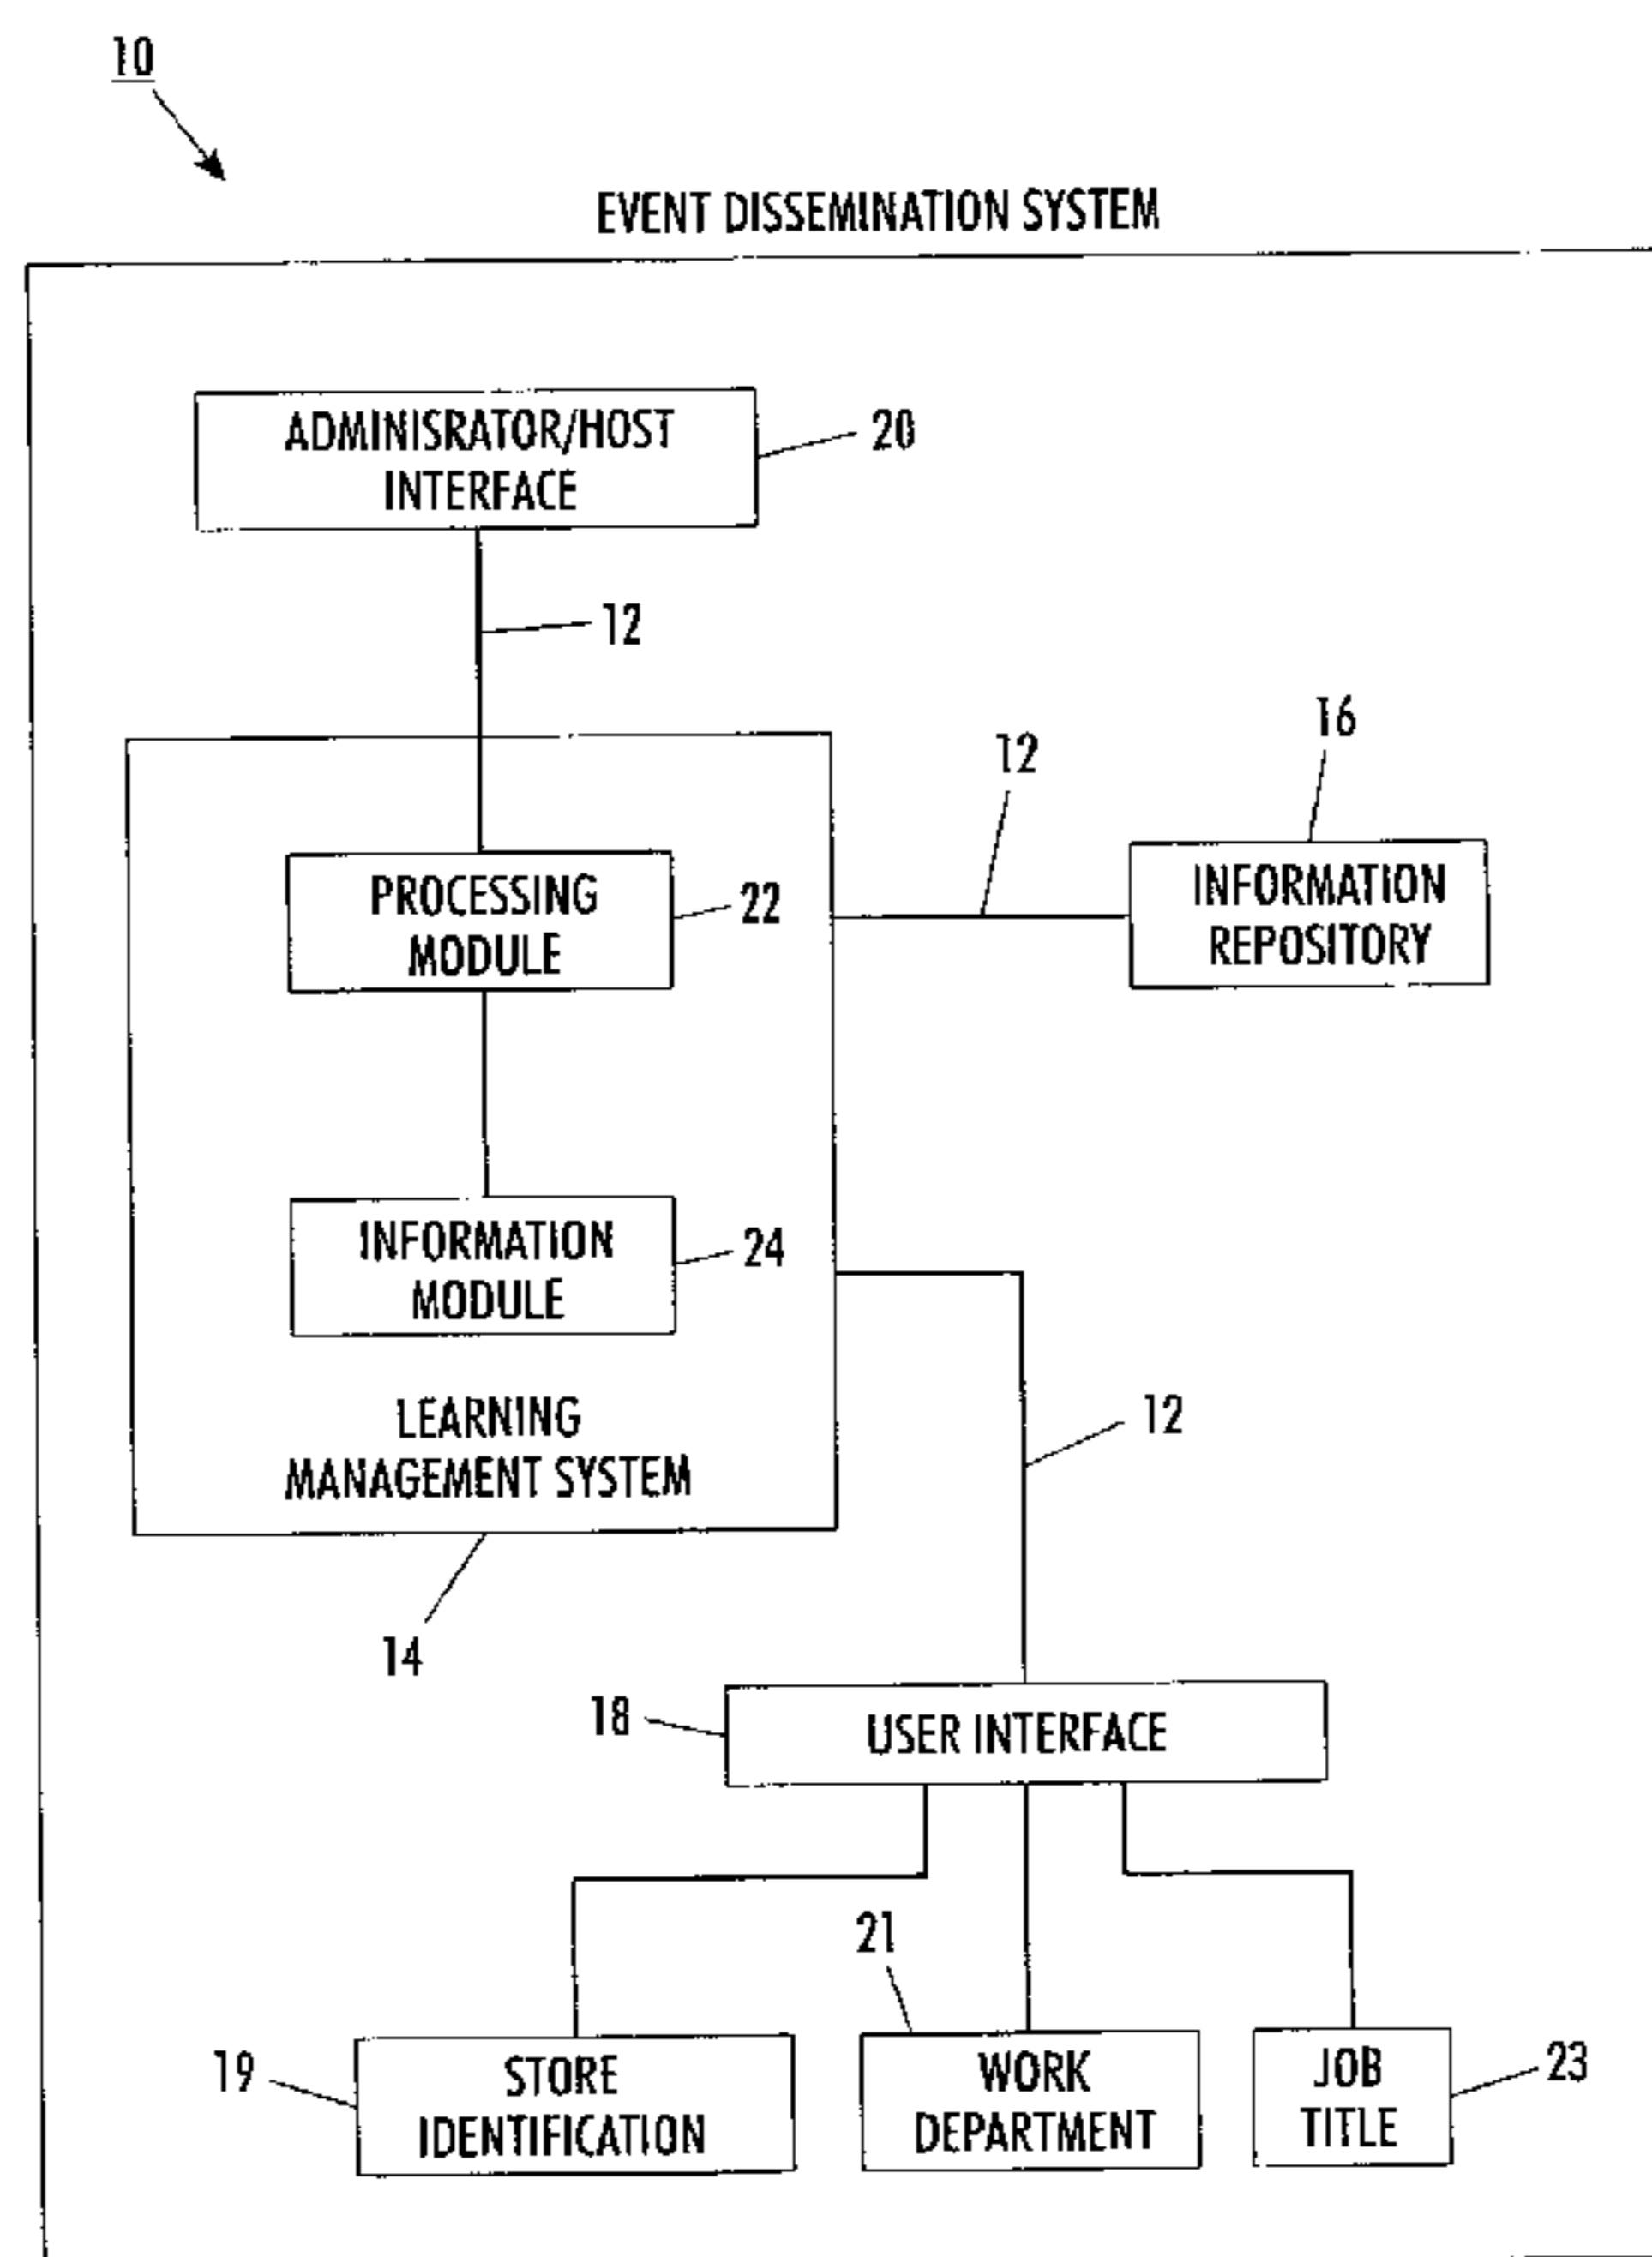 10
EVENT DISSEMINATION SYSTEM
ADMINISRATOR/HOST
INTERFACE
20
12
16
12
PROCESSING
MODULE
22
INFORMATION
REPOSITORY
INFORMATION
MODULE
24
LEARNING
MANAGEMENT SYSTEM
12
14
18
USER INTERFACE
21
19
STORE
IDENTIFICATION
WORK
DEPARTMENT
JOB
TITLE
23